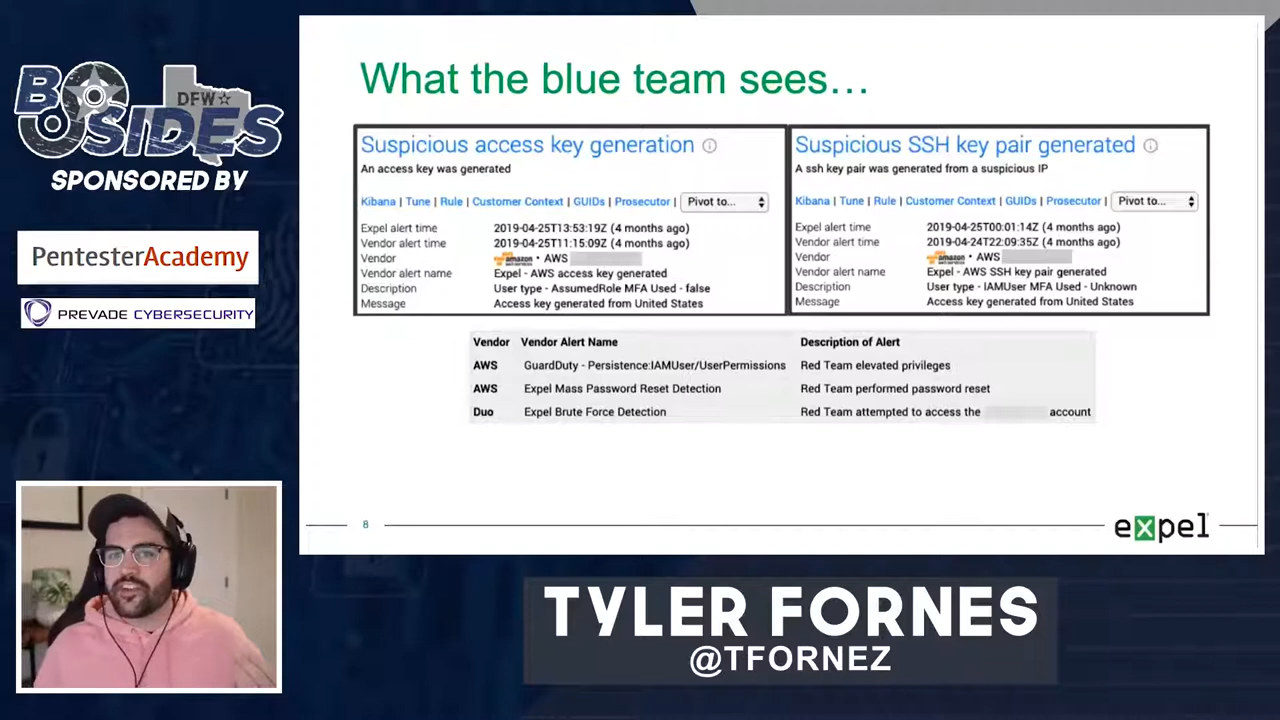 BSIDES
DFW
SPONSORED BY
PentesterAcademy
PREVADE CYBERSECURITY
What the blue team sees…
Suspicious access key generation
An access key was generated
Kibana | Tune | Rule | Customer Context | GUIDs | Prosecutor | Pivot to...
Expel alert time 2019-04-25T13:53:19Z (4 months ago)
Vendor alert time 2019-04-25T11:15:09Z (4 months ago)
Vendor amazon • AWS
Vendor alert name Expel - AWS access key generated
Description User type - AssumedRole MFA Used - false
Message Access key generated from United States
Suspicious SSH key pair generated
A ssh key pair was generated from a suspicious IP
Kibana | Tune | Rule | Customer Context | GUIDs | Prosecutor | Pivot to...
Expel alert time 2019-04-25T00:01:14Z (4 months ago)
Vendor alert time 2019-04-24T22:09:35Z (4 months ago)
Vendor amazon • AWS
Vendor alert name Expel - AWS SSH key pair generated
Description User type - IAMUser MFA Used - Unknown
Message Access key generated from United States
Vendor Vendor Alert Name Description of Alert
AWS GuardDuty - Persistence:IAMUser/UserPermissions Red Team elevated privileges
AWS Expel Mass Password Reset Detection Red Team performed password reset
Duo Expel Brute Force Detection Red Team attempted to access the account
8
expel
TYLER FORNES
@TFORNEZ